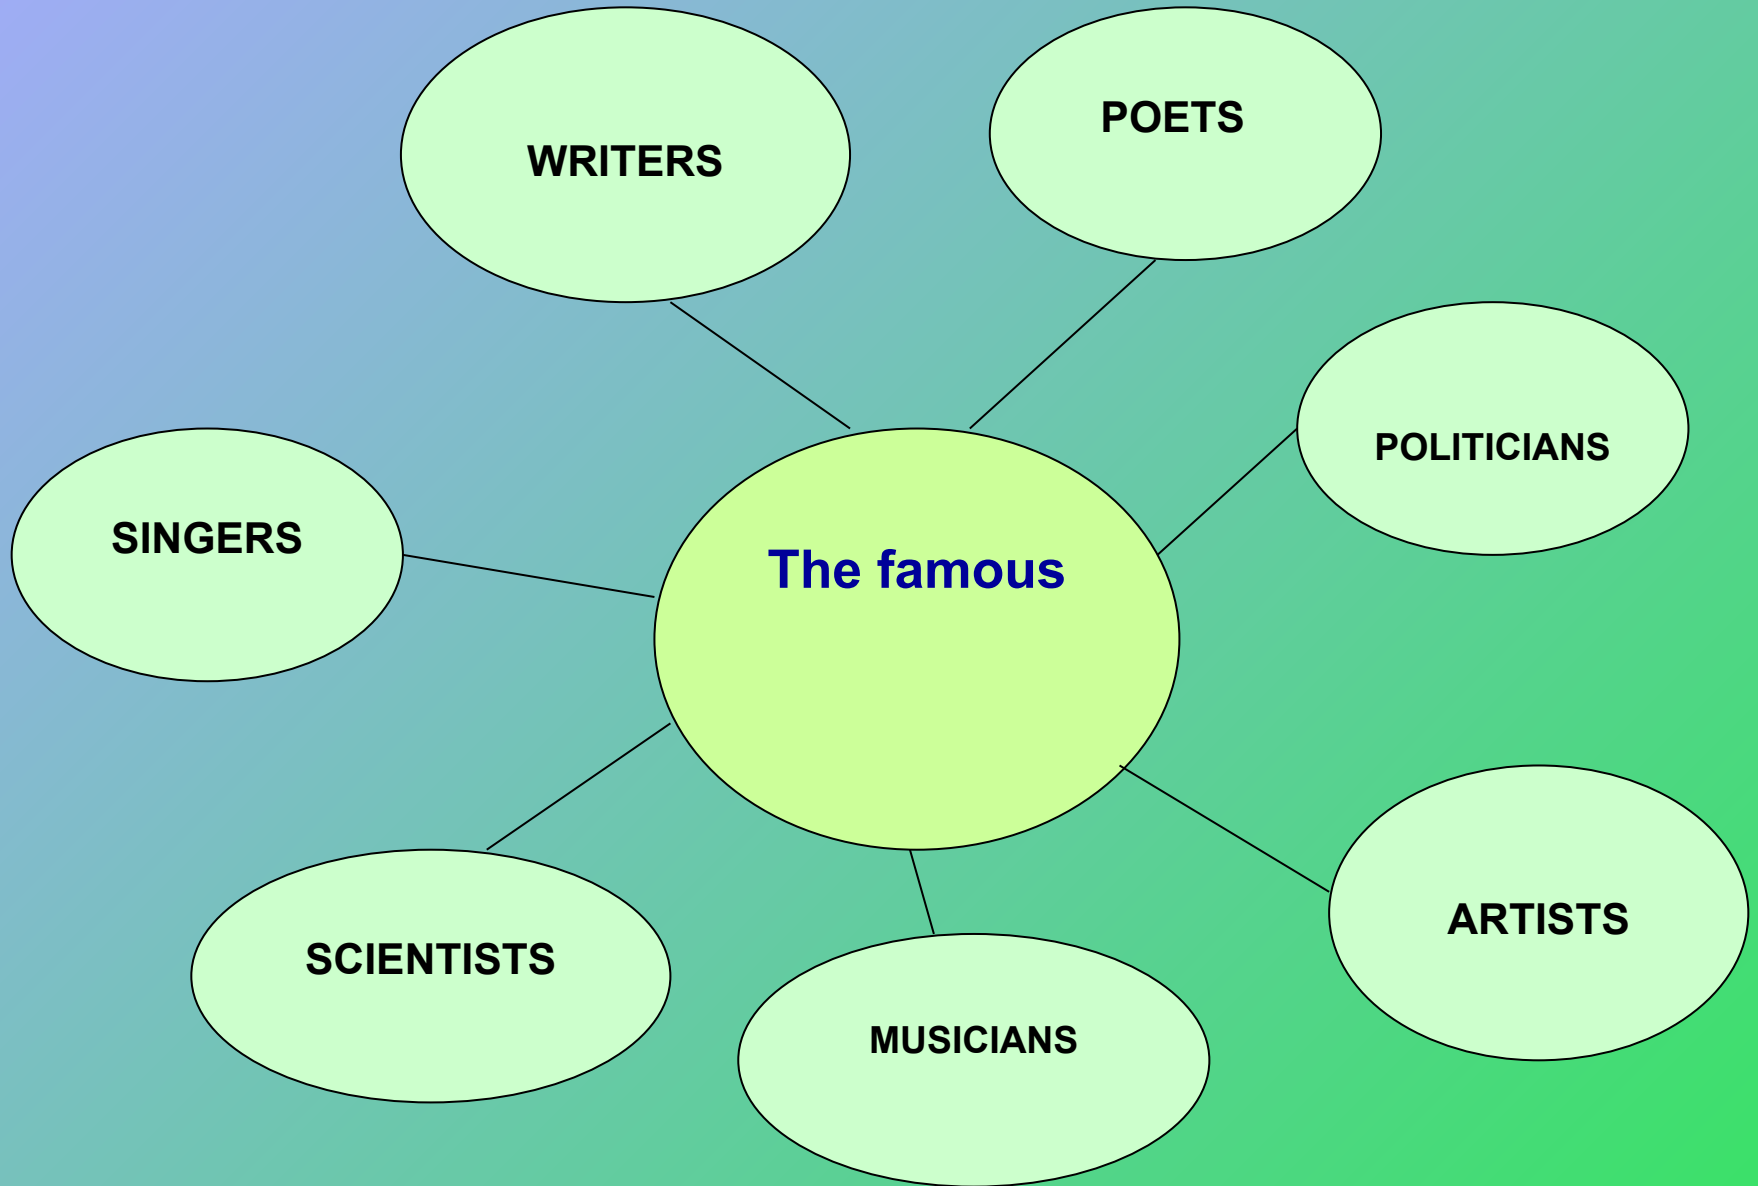 POETS
WRITERS
POLITICIANS
SINGERS
The famous
ARTISTS
SCIENTISTS
MUSICIANS